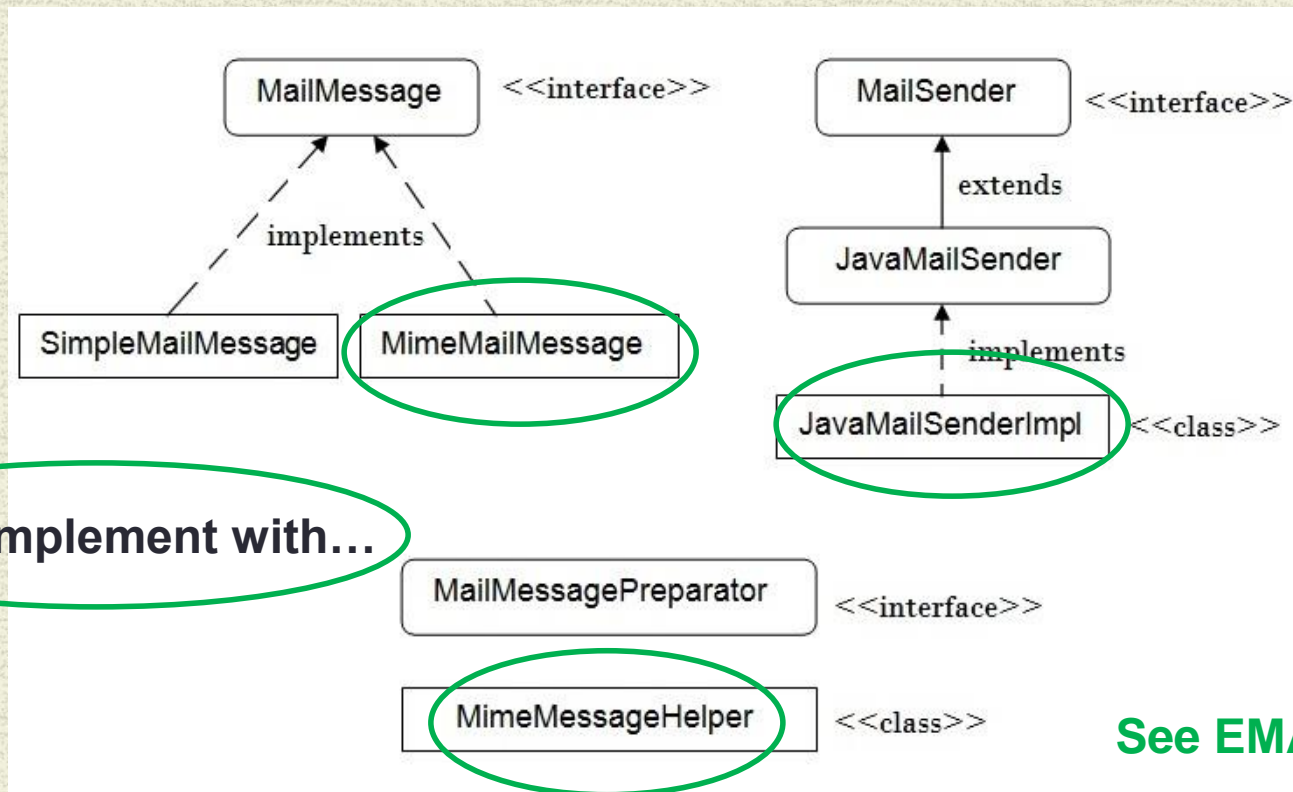 MailMessage <<interface>>
MailSender <<interface>>
extends
implements
JavaMailSender
SimpleMailMessage
MimeMailMessage
implements
JavaMailSenderImpl <<class>>
mplement with…
MailMessagePreparator <<interface>>
MimeMessageHelper <<class>>
See EMA